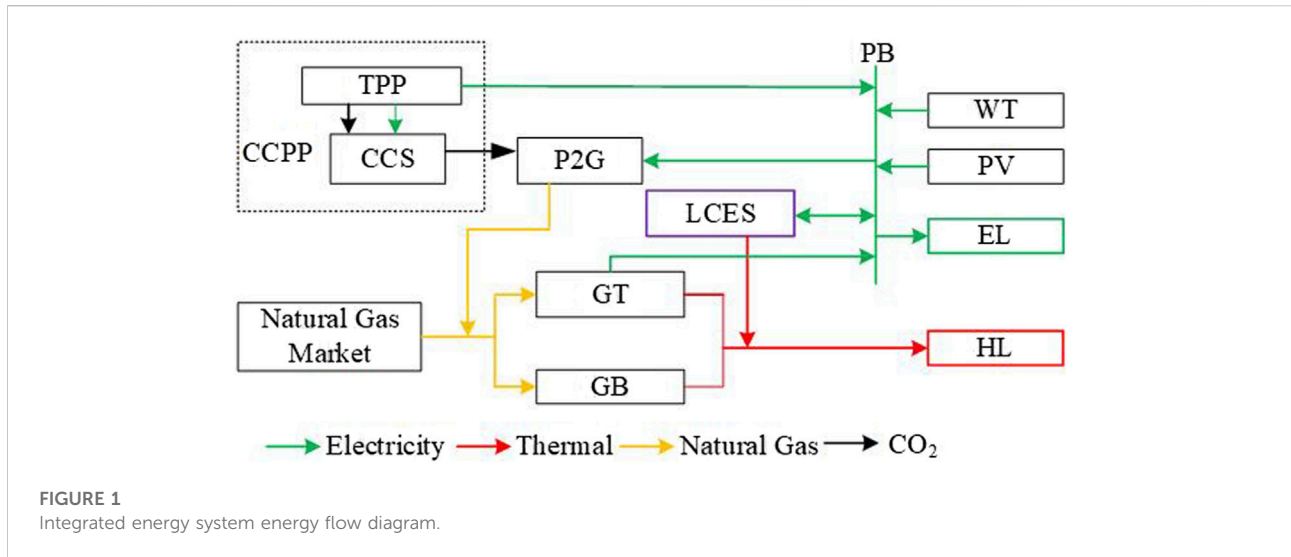 PB
TPP
WT
CCPP
CCS
P2G
PV
LCES
EL
GT
Natural Gas
Market
HL
GB
Electricity Thermal Natural Gas CO₂
FIGURE 1
Integrated energy system energy flow diagram.